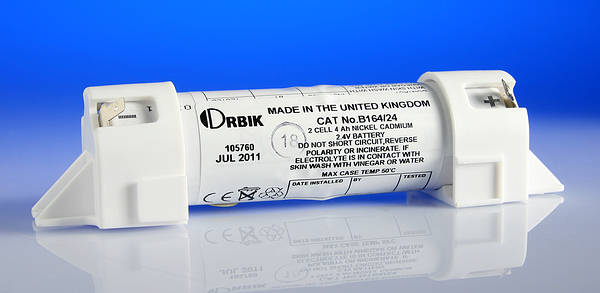 ORBIK
105760
JUL 2011
18
MADE IN THE UNITED KINGDOM
CAT No.B164/24
2 CELL 4 Ah NICKEL CADMIUM
2.4V BATTERY
DO NOT SHORT CIRCUIT,REVERSE
POLARITY OR INCINERATE. IF
ELECTROLYTE IS IN CONTACT WITH
SKIN WASH WITH VINEGAR OR WATER
MAX CASE TEMP 50°C
DATE INSTALLED BY TESTED
CE
+